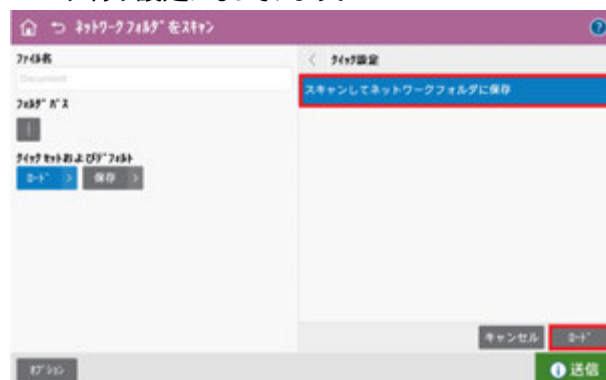 ﾈｯﾄﾜｰｸﾌｫﾙﾀﾞをｽｷｬﾝ
ﾌｧｲﾙ名
Document
ﾌｫﾙﾀﾞﾊﾟｽ
ｸｲｯｸｾｯﾄおよびﾃﾞﾌｫﾙﾄ
ﾛｰﾄﾞ >
保存 >
< ｸｲｯｸ設定
スキャンしてネットワークフォルダに保存
キャンセル
ﾛｰﾄﾞ
ｵﾌﾟｼｮﾝ
送信